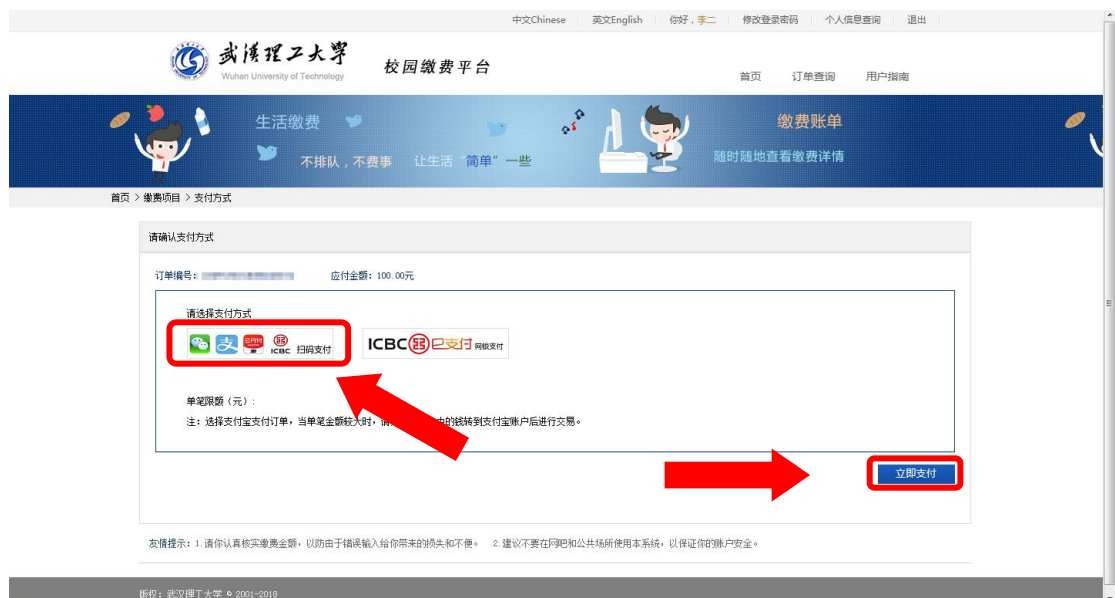 中文Chinese 英文English 你好，李二 修改登录密码 个人信息查询 退出
武汉理工大学
Wuhan University of Technology
校园缴费平台
首页 订单查询 用户指南
生活缴费
不排队，不费事 让生活“简单”一些
缴费账单
随时随地查看缴费详情
首页 > 缴费项目 > 支付方式
请确认支付方式
订单编号： 应付金额：100.00元
请选择支付方式
ICBC 扫码支付
ICBC e支付 网银支付
单笔限额（元）：
注：选择支付宝支付订单，当单笔金额较大时，请 的钱转到支付宝账户后进行交易。
立即支付
友情提示：1.请你认真核实缴费金额，以防由于错误输入给你带来的损失和不便。 2.建议不要在网吧和公共场所使用本系统，以保证你的账户安全。
版权：武汉理工大学 © 2001-2018